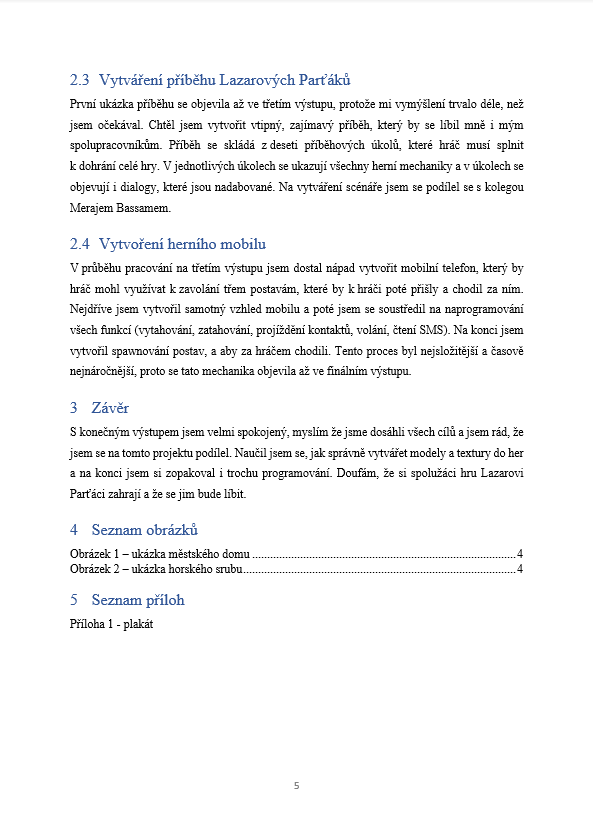 2.3 Vytváření příběhu Lazarových Parťáků
První ukázka příběhu se objevila až ve třetím výstupu, protože mi vymýšlení trvalo déle, než
jsem očekával. Chtěl jsem vytvořit vtipný, zajímavý příběh, který by se líbil mně i mým
spolupracovníkům. Příběh se skládá z deseti příběhových úkolů, které hráč musí splnit
k dohrání celé hry. V jednotlivých úkolech se ukazují všechny herní mechaniky a v úkolech se
objevují i dialogy, které jsou nadabované. Na vytváření scénáře jsem se podílel se s kolegou
Merajem Bassamem.
2.4 Vytvoření herního mobilu
V průběhu pracování na třetím výstupu jsem dostal nápad vytvořit mobilní telefon, který by
hráč mohl využívat k zavolání třem postavám, které by k hráči poté přišly a chodil za ním.
Nejdříve jsem vytvořil samotný vzhled mobilu a poté jsem se soustředil na naprogramování
všech funkcí (vytahování, zatahování, projíždění kontaktů, volání, čtení SMS). Na konci jsem
vytvořil spawnování postav, a aby za hráčem chodili. Tento proces byl nejsložitější a časově
nejnáročnější, proto se tato mechanika objevila až ve finálním výstupu.
3 Závěr
S konečným výstupem jsem velmi spokojený, myslím že jsme dosáhli všech cílů a jsem rád, že
jsem se na tomto projektu podílel. Naučil jsem se, jak správně vytvářet modely a textury do her
a na konci jsem si zopakoval i trochu programování. Doufám, že si spolužáci hru Lazarovi
Parťáci zahrají a že se jim bude líbit.
4 Seznam obrázků
Obrázek 1 – ukázka městského domu ........ 4
Obrázek 2 – ukázka horského srubu ........ 4
5 Seznam příloh
Příloha 1 - plakát
5